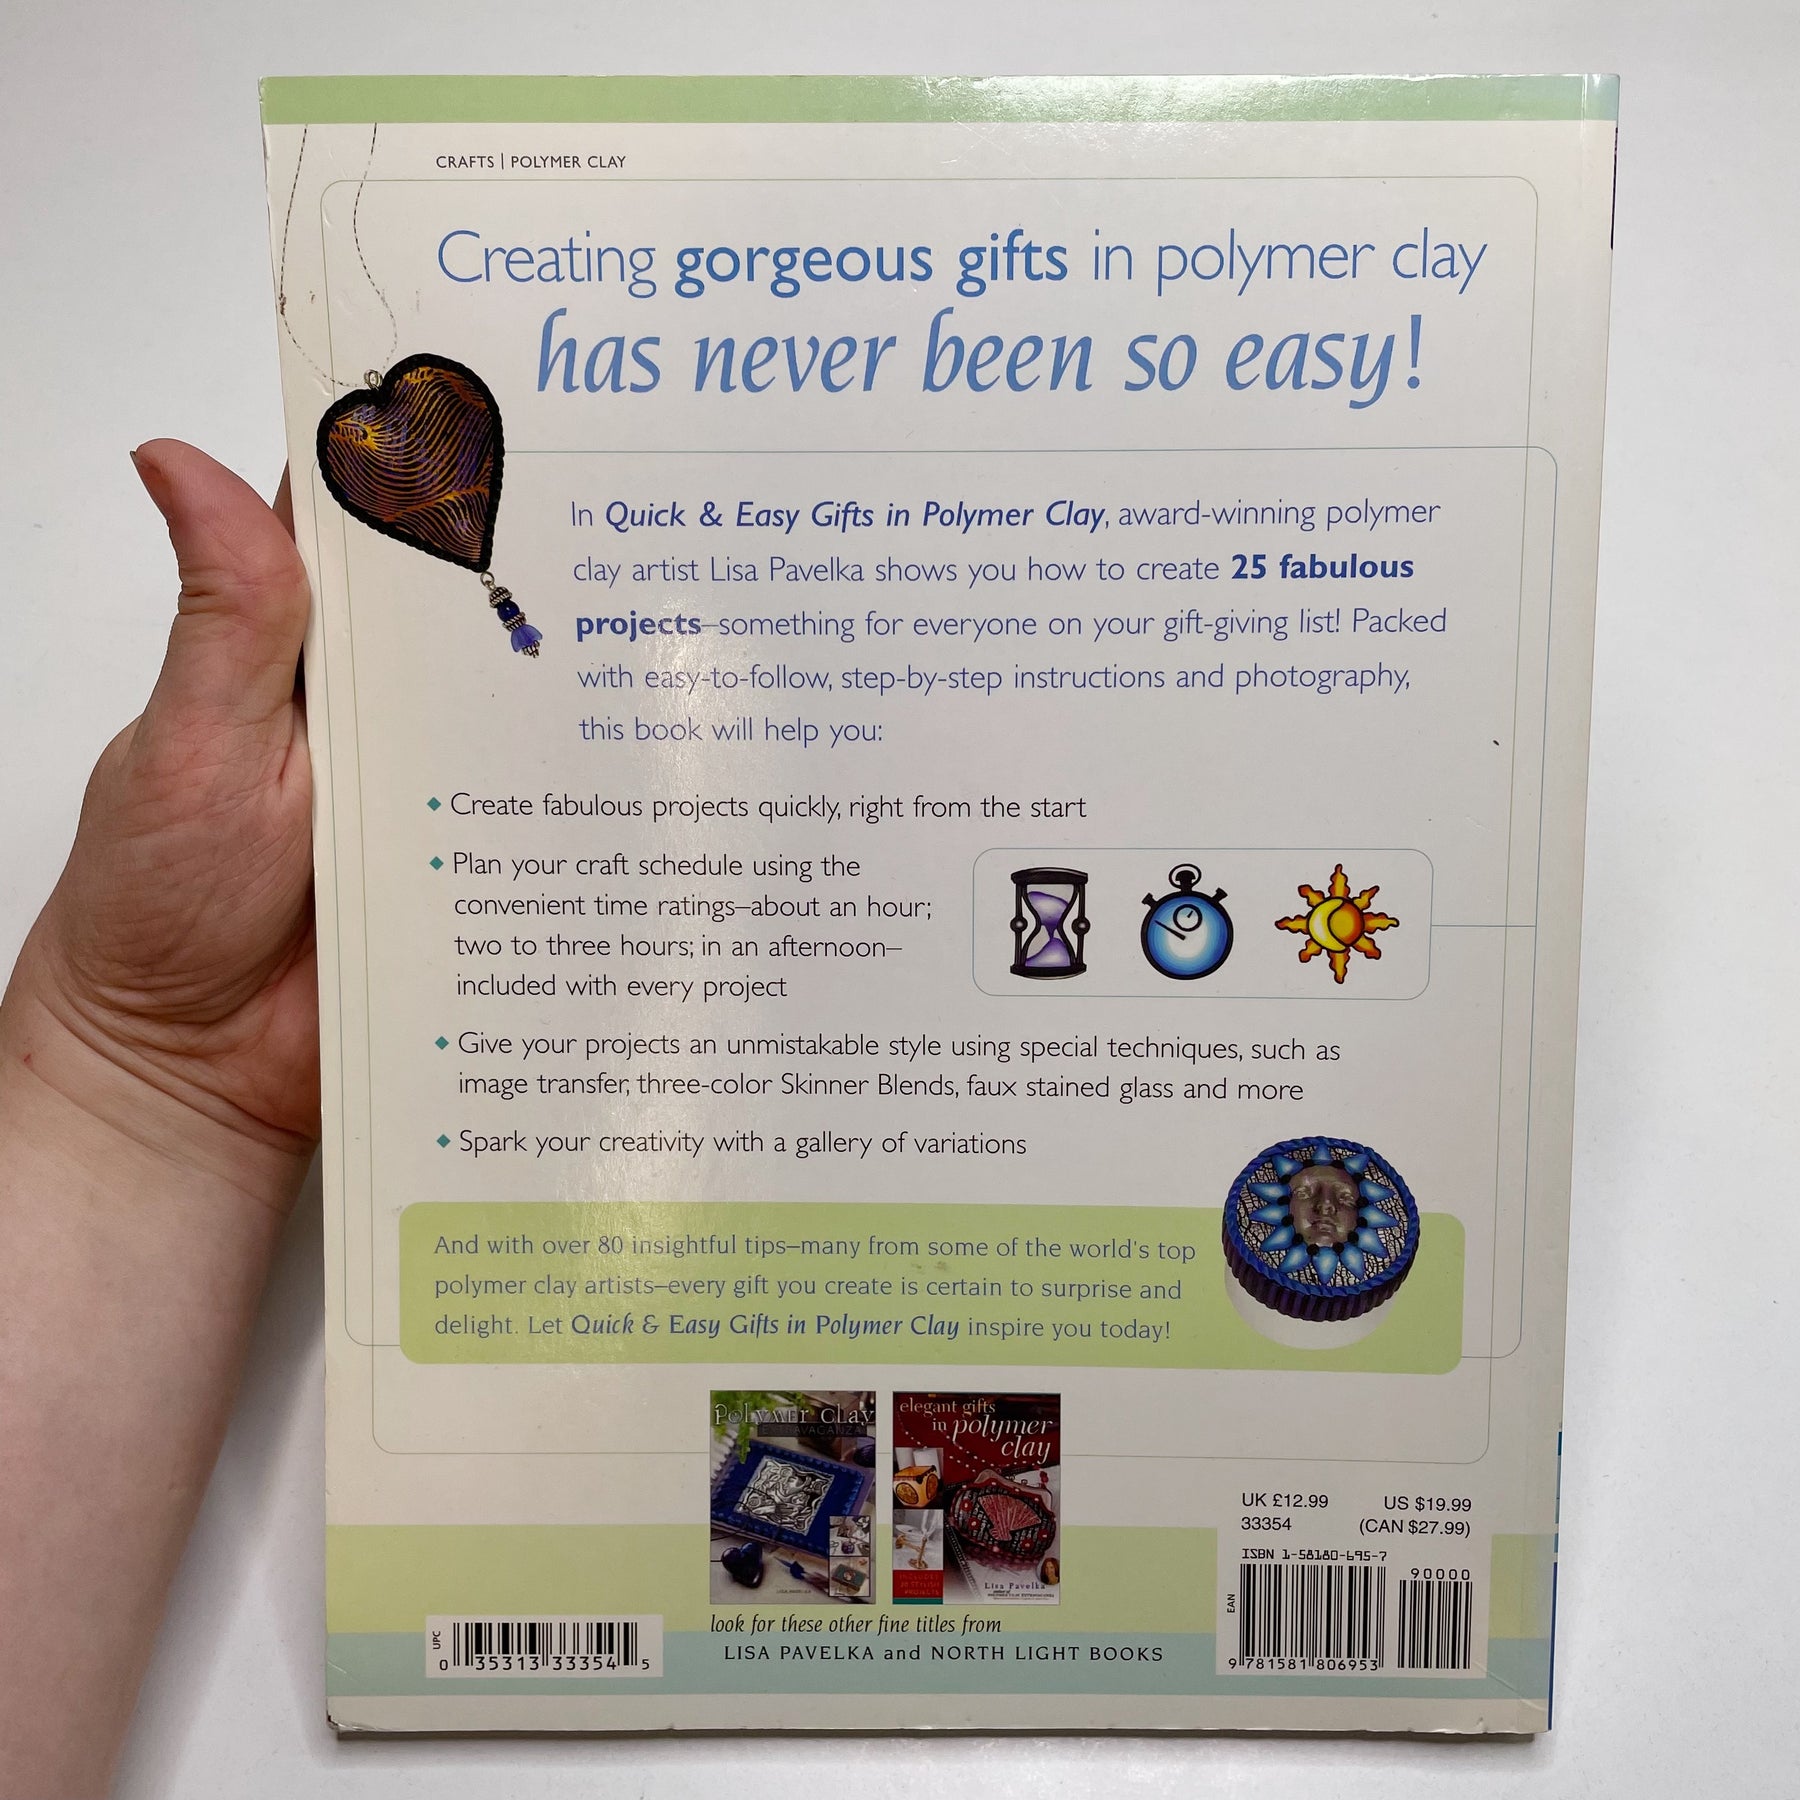 CRAFTS | POLYMER CLAY
Creating gorgeous gifts in polymer clay
has never been so easy!
In Quick & Easy Gifts in Polymer Clay, award-winning polymer
clay artist Lisa Pavelka shows you how to create 25 fabulous
projects–something for everyone on your gift-giving list! Packed
with easy-to-follow, step-by-step instructions and photography,
this book will help you:
◆ Create fabulous projects quickly, right from the start
◆ Plan your craft schedule using the
convenient time ratings–about an hour;
two to three hours; in an afternoon–
included with every project
◆ Give your projects an unmistakable style using special techniques, such as
image transfer, three-color Skinner Blends, faux stained glass and more
◆ Spark your creativity with a gallery of variations
And with over 80 insightful tips–many from some of the world's top
polymer clay artists–every gift you create is certain to surprise and
delight. Let Quick & Easy Gifts in Polymer Clay inspire you today!
Polymer Clay
EXTRAVAGANZA
elegant gifts
in polymer
clay
INCLUDES
20 STYLISH
PROJECTS
Lisa Pavelka
look for these other fine titles from
LISA PAVELKA and NORTH LIGHT BOOKS
UPC
0 35313 33354 5
UK £12.99 US $19.99
33354 (CAN $27.99)
ISBN 1-58180-695-7
90000
EAN
9 781581 806953